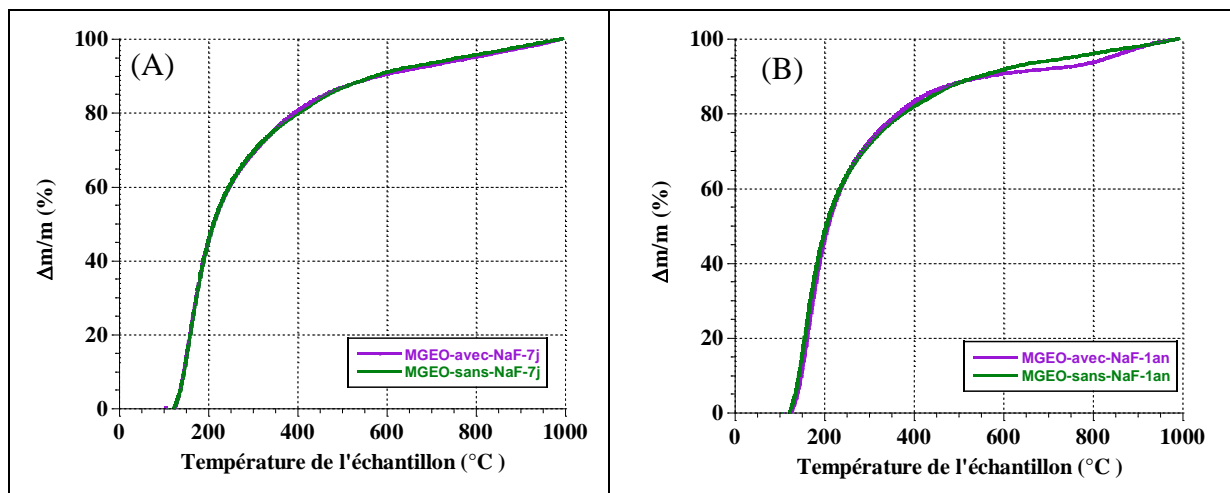 (A)
100
80
60
40
20
0
Δm/m (%)
MGEO-avec-NaF-7j
MGEO-sans-NaF-7j
0 200 400 600 800 1000
Température de l'échantillon (°C )
(B)
100
80
60
40
20
0
Δm/m (%)
MGEO-avec-NaF-1an
MGEO-sans-NaF-1an
0 200 400 600 800 1000
Température de l'échantillon (°C )